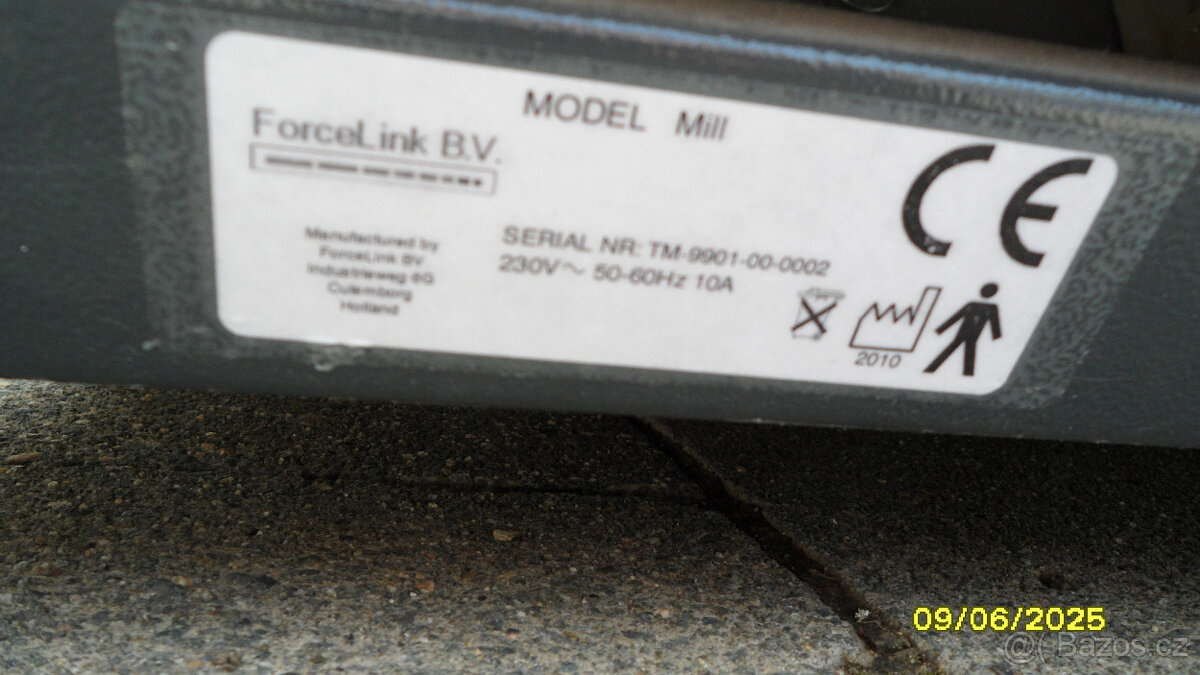 MODEL Mill
ForceLink B.V.
Manufactured by
ForceLink BV
Industrieweg 6G
Culemborg
Holland
SERIAL NR: TM-9901-00-0002
230V~ 50-60Hz 10A
CE
2010
09/06/2025
@( Bazos.cz